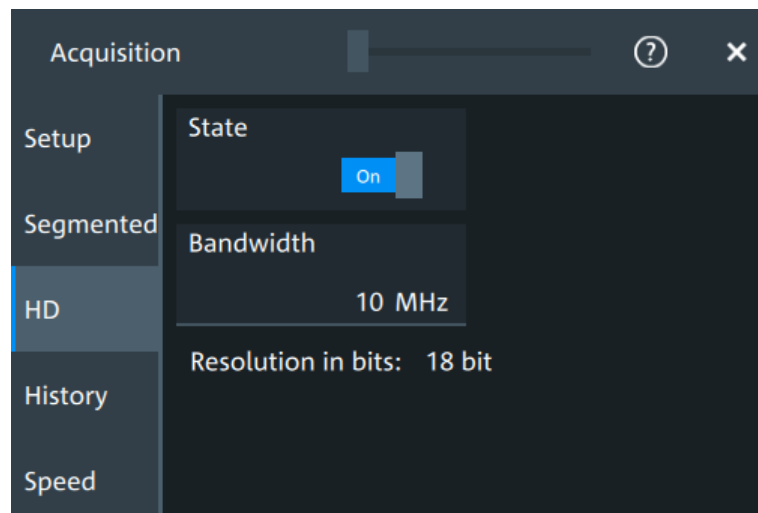 Acquisition ?
Setup
Segmented
HD
History
Speed
State
On
Bandwidth
10 MHz
Resolution in bits: 18 bit